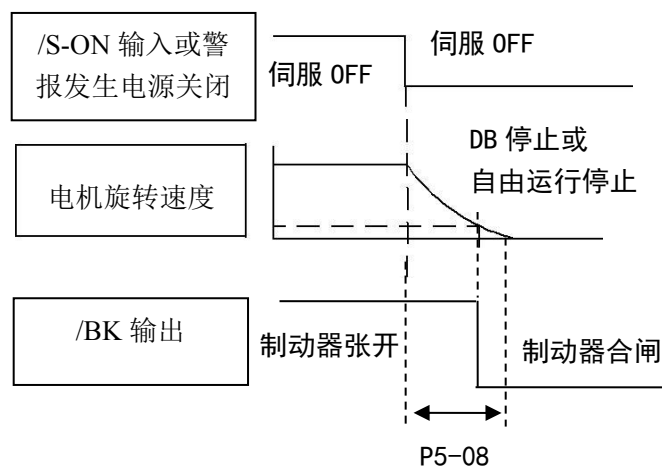 /S-ON 输入或警
报发生电源关闭
伺服 OFF
伺服 OFF
电机旋转速度
DB 停止或
自由运行停止
/BK 输出
制动器张开
制动器合闸
P5-08